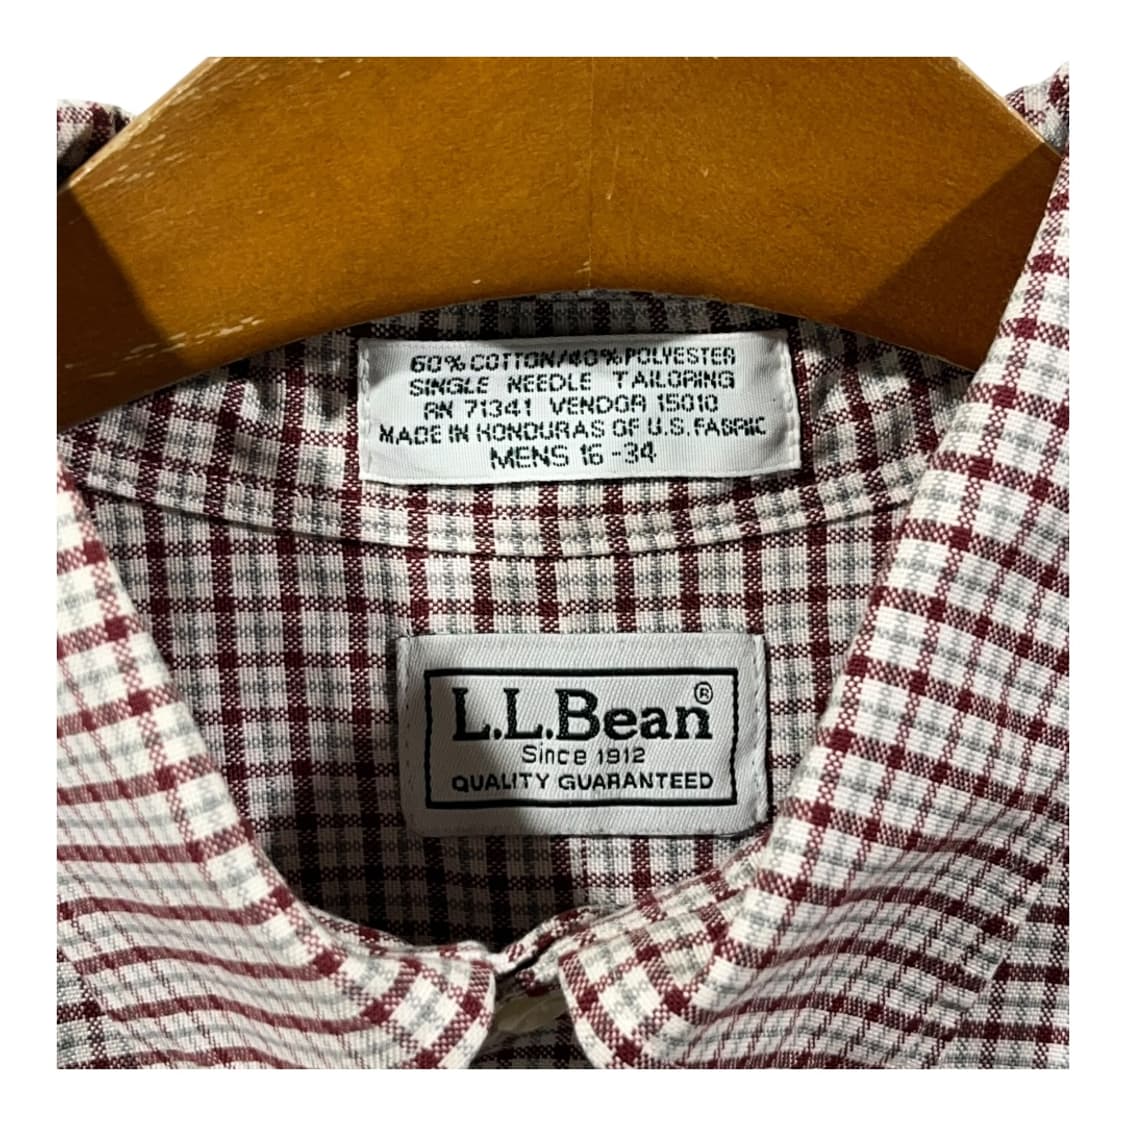 60% COTTON/40% POLYESTER
SINGLE NEEDLE TAILORING
RN 71341 VENDOR 15010
MADE IN HONDURAS OF U.S. FABRIC
MENS 16-34
L.L.Bean®
Since 1912
QUALITY GUARANTEED